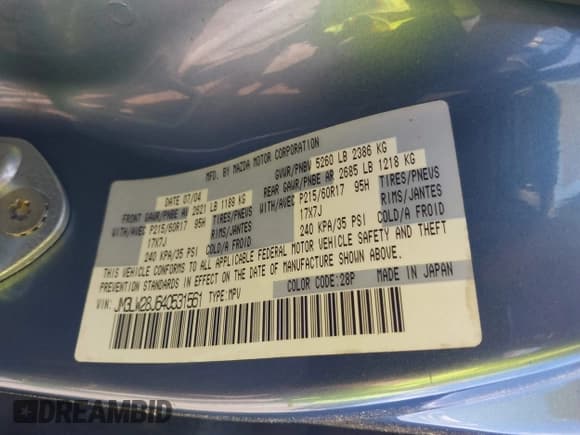 MFD. BY MAZDA MOTOR CORPORATION
DATE 07/04
GVWR/PNBV 5260 LB 2386 KG
FRONT GAWR/PNBE AV 2621 LB 1189 KG
REAR GAWR/PNBE AR 2685 LB 1218 KG
WITH/AVEC P215/60R17 95H TIRES/PNEUS
WITH/AVEC P215/60R17 95H TIRES/PNEUS
17X7J RIMS/JANTES
17X7J RIMS/JANTES
240 KPA/35 PSI COLD/A FROID
240 KPA/35 PSI COLD/A FROID
THIS VEHICLE CONFORMS TO ALL APPLICABLE FEDERAL MOTOR VEHICLE SAFETY AND THEFT
PREVENTION STANDARDS IN EFFECT ON THE DATE OF MANUFACTURE SHOWN ABOVE.
COLOR CODE:28P MADE IN JAPAN
VIN: JM3LW28J640531561 TYPE:MPV
DREAMBID